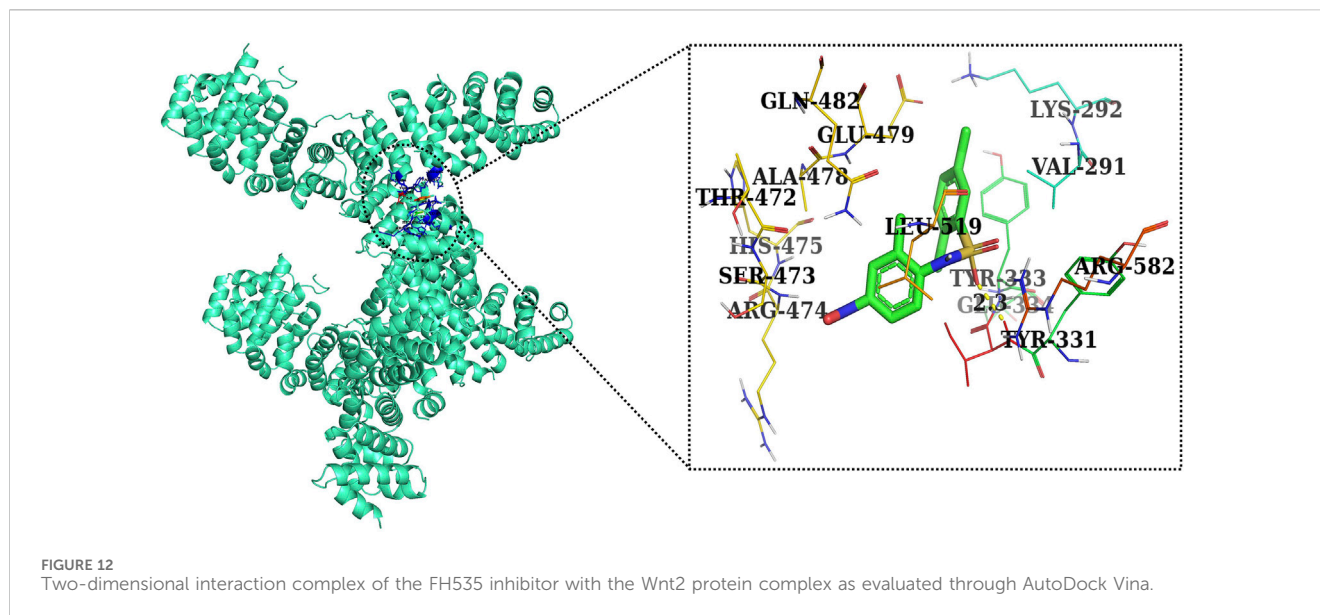 GLN-482
LYS-292
GLU-479
VAL-291
ALA-478
THR-472
LEU-519
HIS-475
ARG-582
SER-473
TYR-333
ARG-474
2.3
TYR-331
FIGURE 12
Two-dimensional interaction complex of the FH535 inhibitor with the Wnt2 protein complex as evaluated through AutoDock Vina.